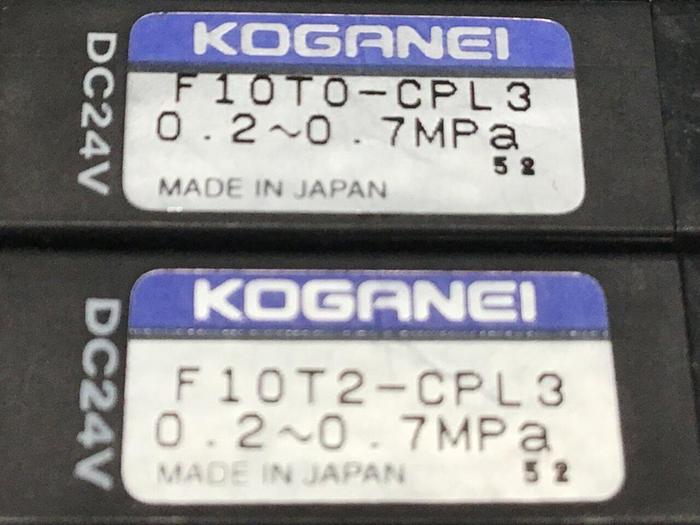 DC24V
KOGANEI
F10T0-CPL3
0.2~0.7MPa
52
MADE IN JAPAN
DC24V
KOGANEI
F10T2-CPL3
0.2~0.7MPa
MADE IN JAPAN 52